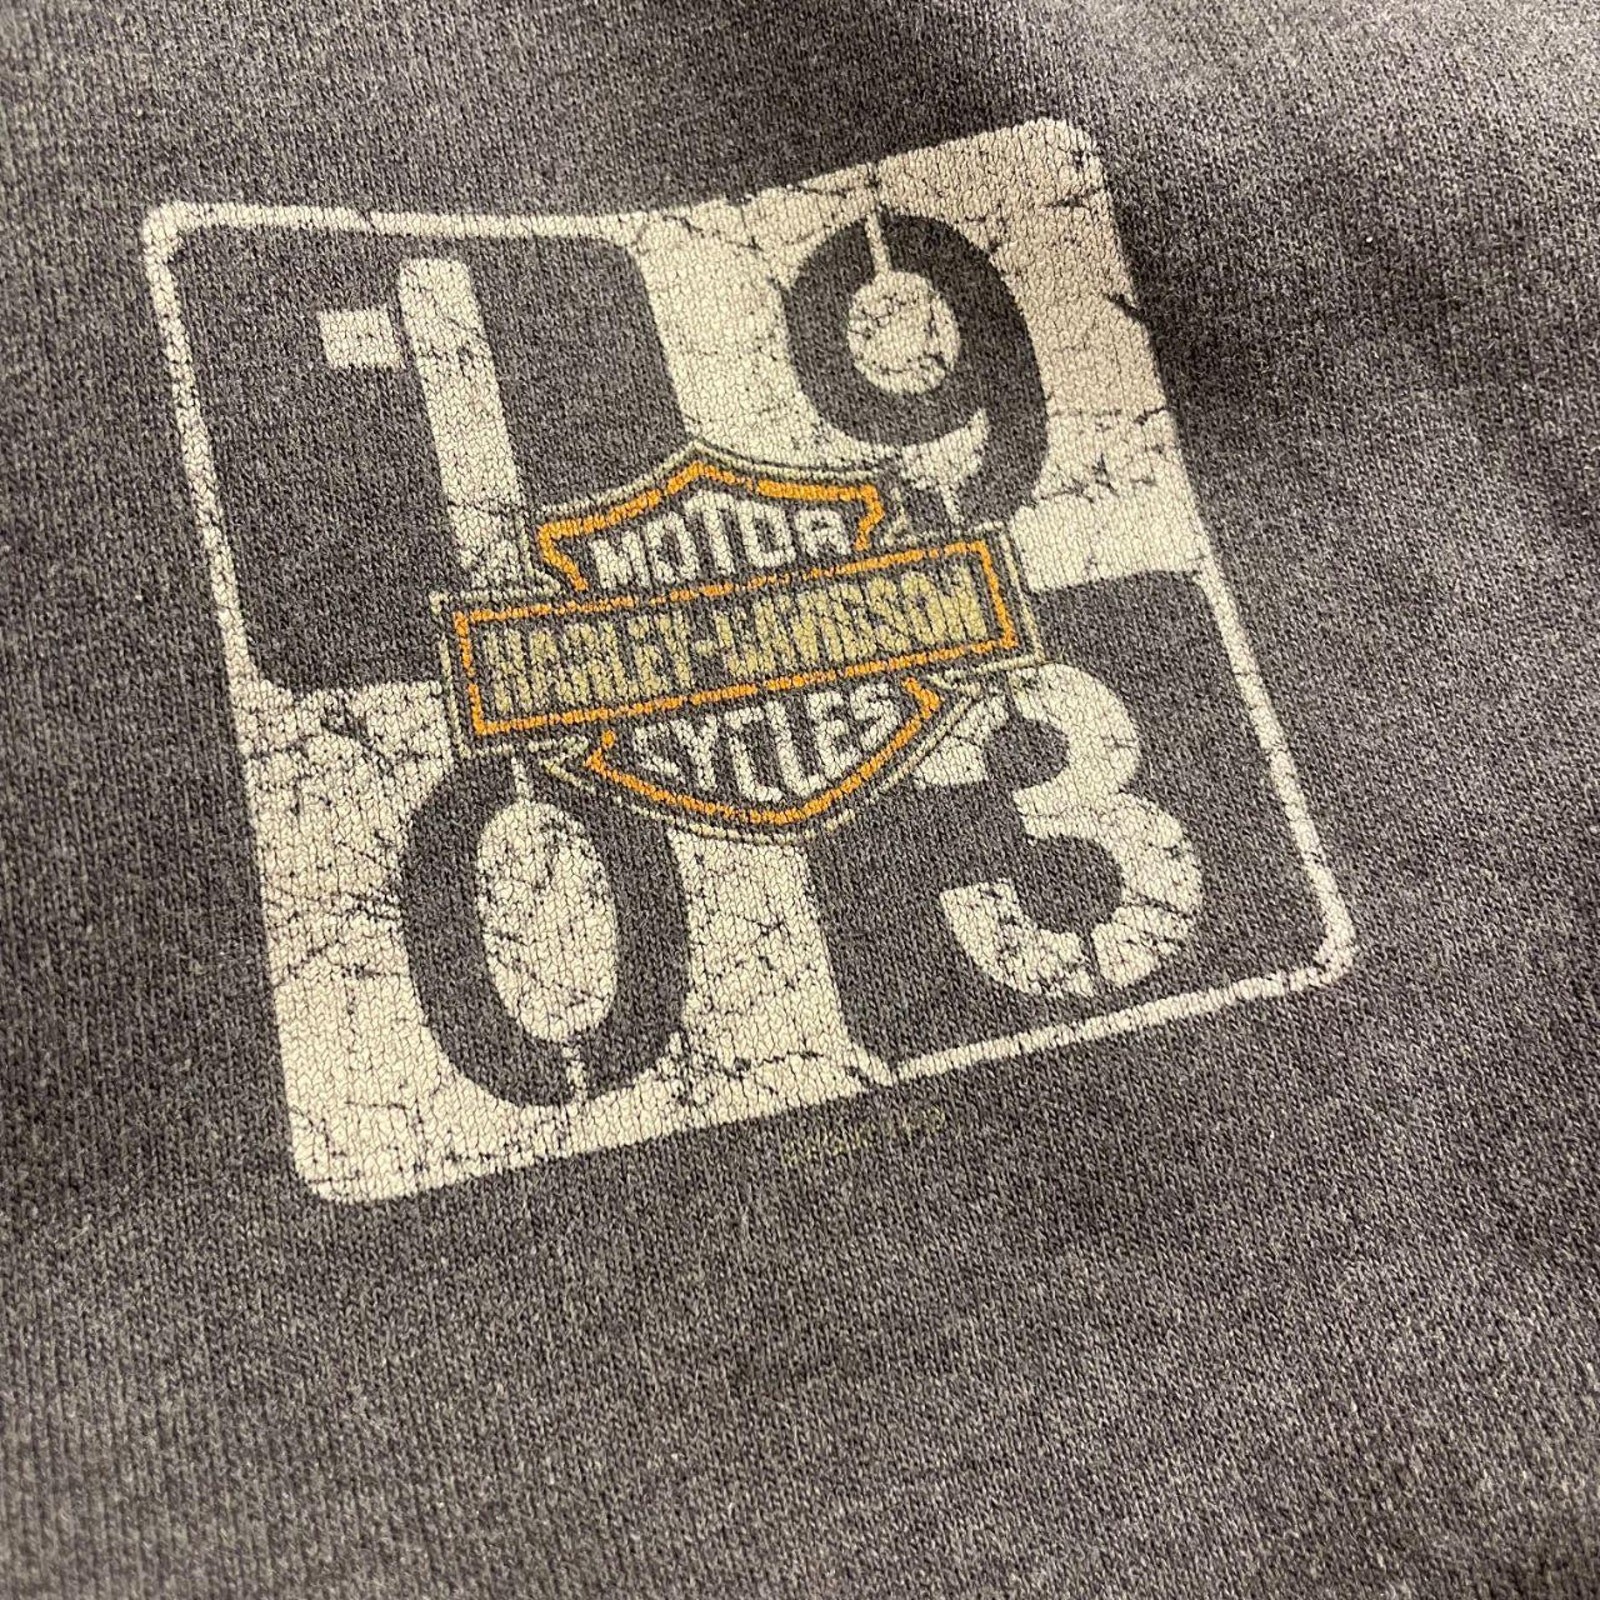 19
MOTOR
HARLEY-DAVIDSON
CYCLES
03